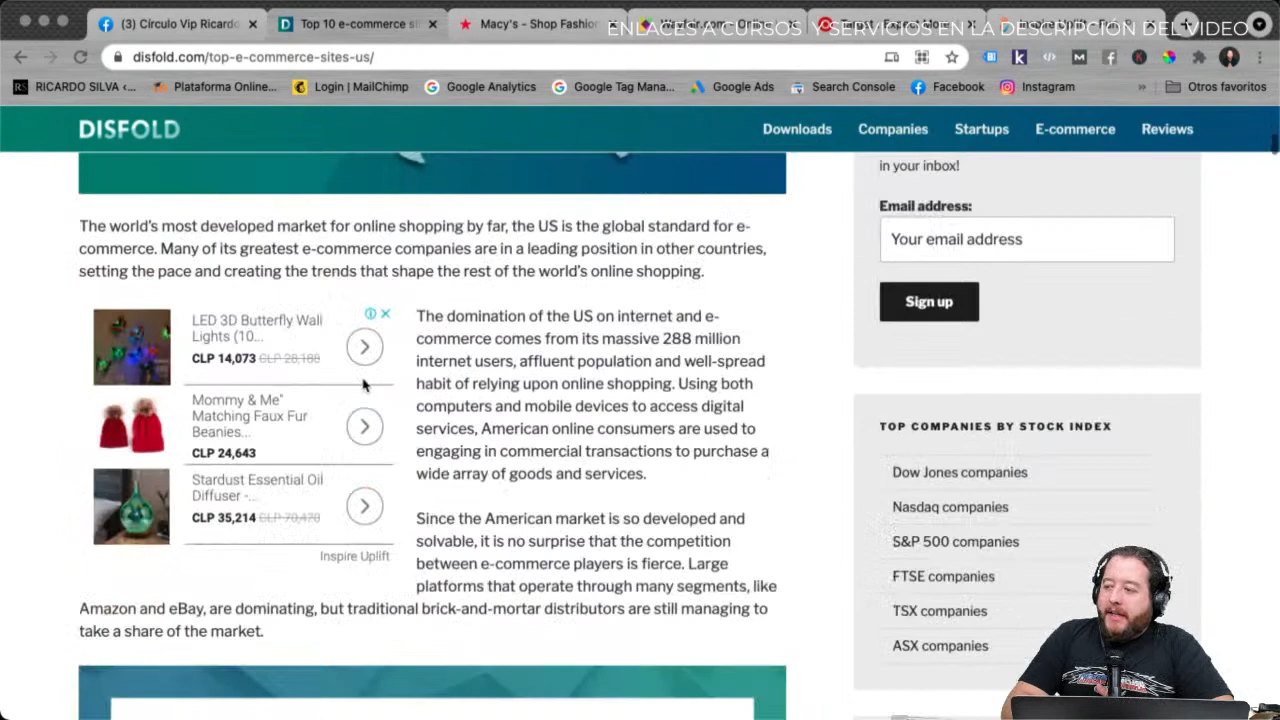 (3) Círculo Vip Ricardo
Top 10 e-commerce si
Macy's - Shop Fashion
ENLACES A CURSOS Y SERVICIOS EN LA DESCRIPCIÓN DEL VIDEO
disfold.com/top-e-commerce-sites-us/
RICARDO SILVA ‹...
Plataforma Online...
Login | MailChimp
Google Analytics
Google Tag Mana...
Google Ads
Search Console
Facebook
Instagram
»
Otros favoritos
DISFOLD
Downloads
Companies
Startups
E-commerce
Reviews
The world's most developed market for online shopping by far, the US is the global standard for e-
commerce. Many of its greatest e-commerce companies are in a leading position in other countries,
setting the pace and creating the trends that shape the rest of the world's online shopping.
LED 3D Butterfly Wall
Lights (10...
CLP 14,073 CLP 28,188
Mommy & Me"
Matching Faux Fur
Beanies...
CLP 24,643
Stardust Essential Oil
Diffuser -...
CLP 35,214 CLP 70,470
Inspire Uplift
The domination of the US on internet and e-
commerce comes from its massive 288 million
internet users, affluent population and well-spread
habit of relying upon online shopping. Using both
computers and mobile devices to access digital
services, American online consumers are used to
engaging in commercial transactions to purchase a
wide array of goods and services.
Since the American market is so developed and
solvable, it is no surprise that the competition
between e-commerce players is fierce. Large
platforms that operate through many segments, like
Amazon and eBay, are dominating, but traditional brick-and-mortar distributors are still managing to
take a share of the market.
in your inbox!
Email address:
Your email address
Sign up
TOP COMPANIES BY STOCK INDEX
Dow Jones companies
Nasdaq companies
S&P 500 companies
FTSE companies
TSX companies
ASX companies